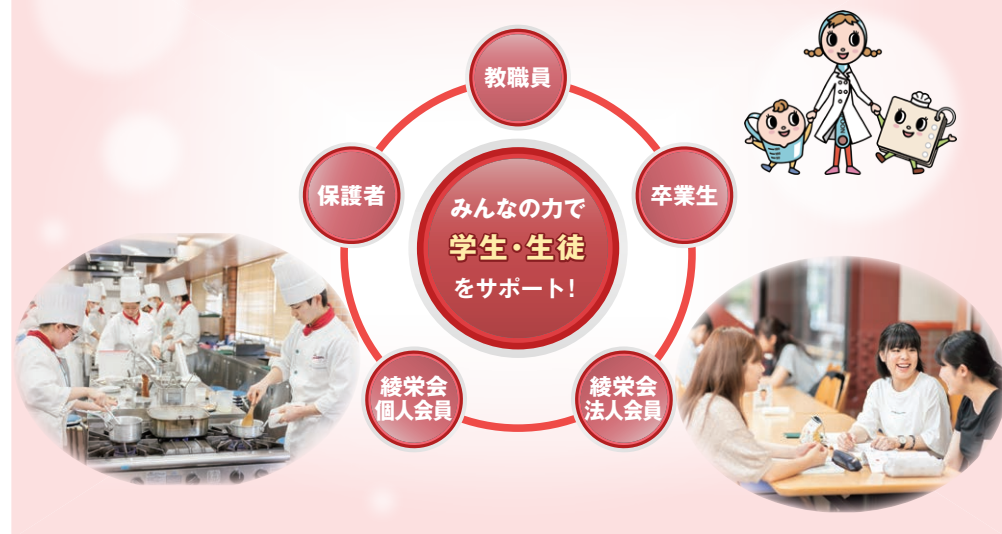 教職員
保護者
卒業生
みんなの力で
学生・生徒
をサポート!
綾栄会
個人会員
綾栄会
法人会員